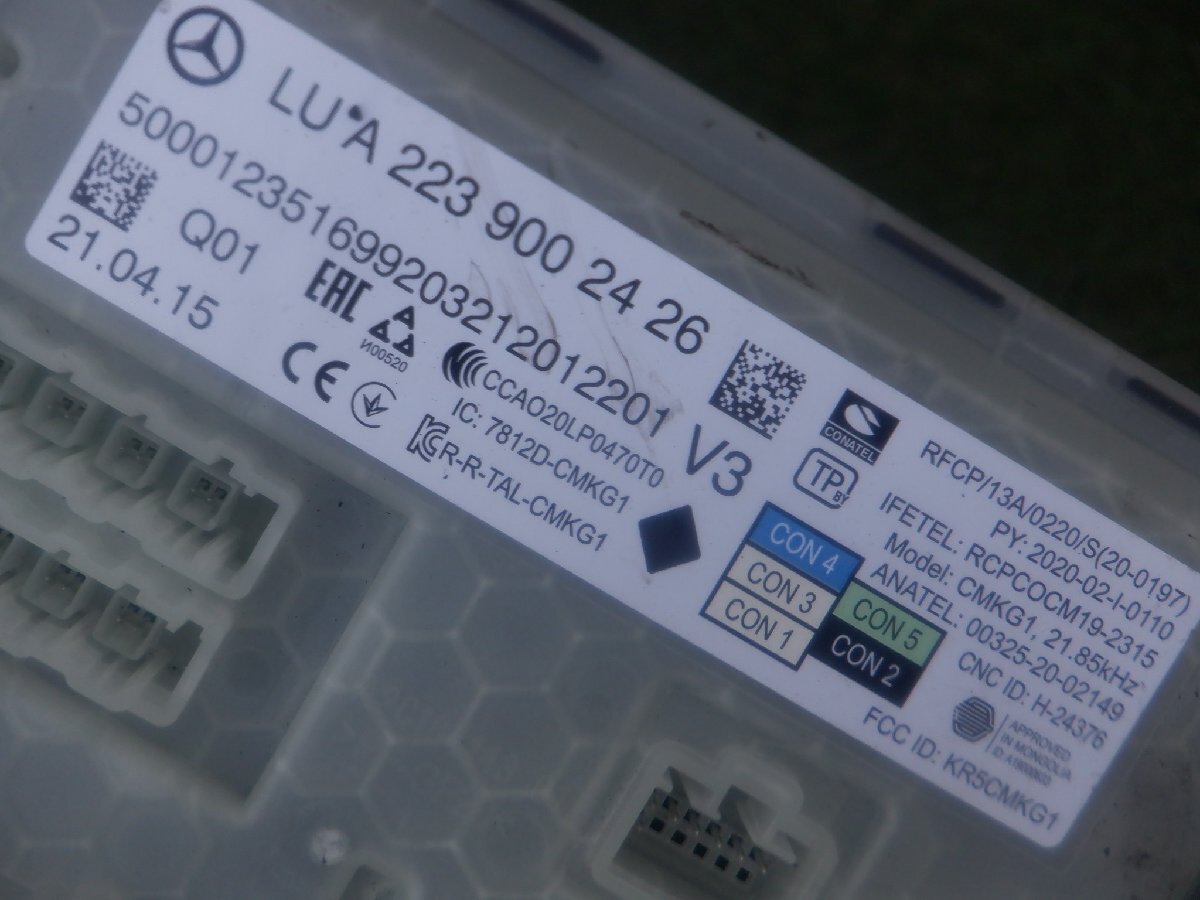 LU A 223 900 24 26
500012351699203212012201 V3
Q01
21.04.15
EAC
И00520
CE
CCAO20LP0470T0
IC: 7812D-CMKG1
R-R-TAL-CMKG1
CONATEL
TP BY
CON 4
CON 3
CON 1
CON 5
CON 2
RFCP/13A/0220/S(20-0197)
PY: 2020-02-I-0110
IFETEL: RCPCOCM19-2315
Model: CMKG1, 21.85kHz
ANATEL: 00325-20-02149
CNC ID: H-24376
APPROVED
IN MONGOLIA
FCC ID: KR5CMKG1